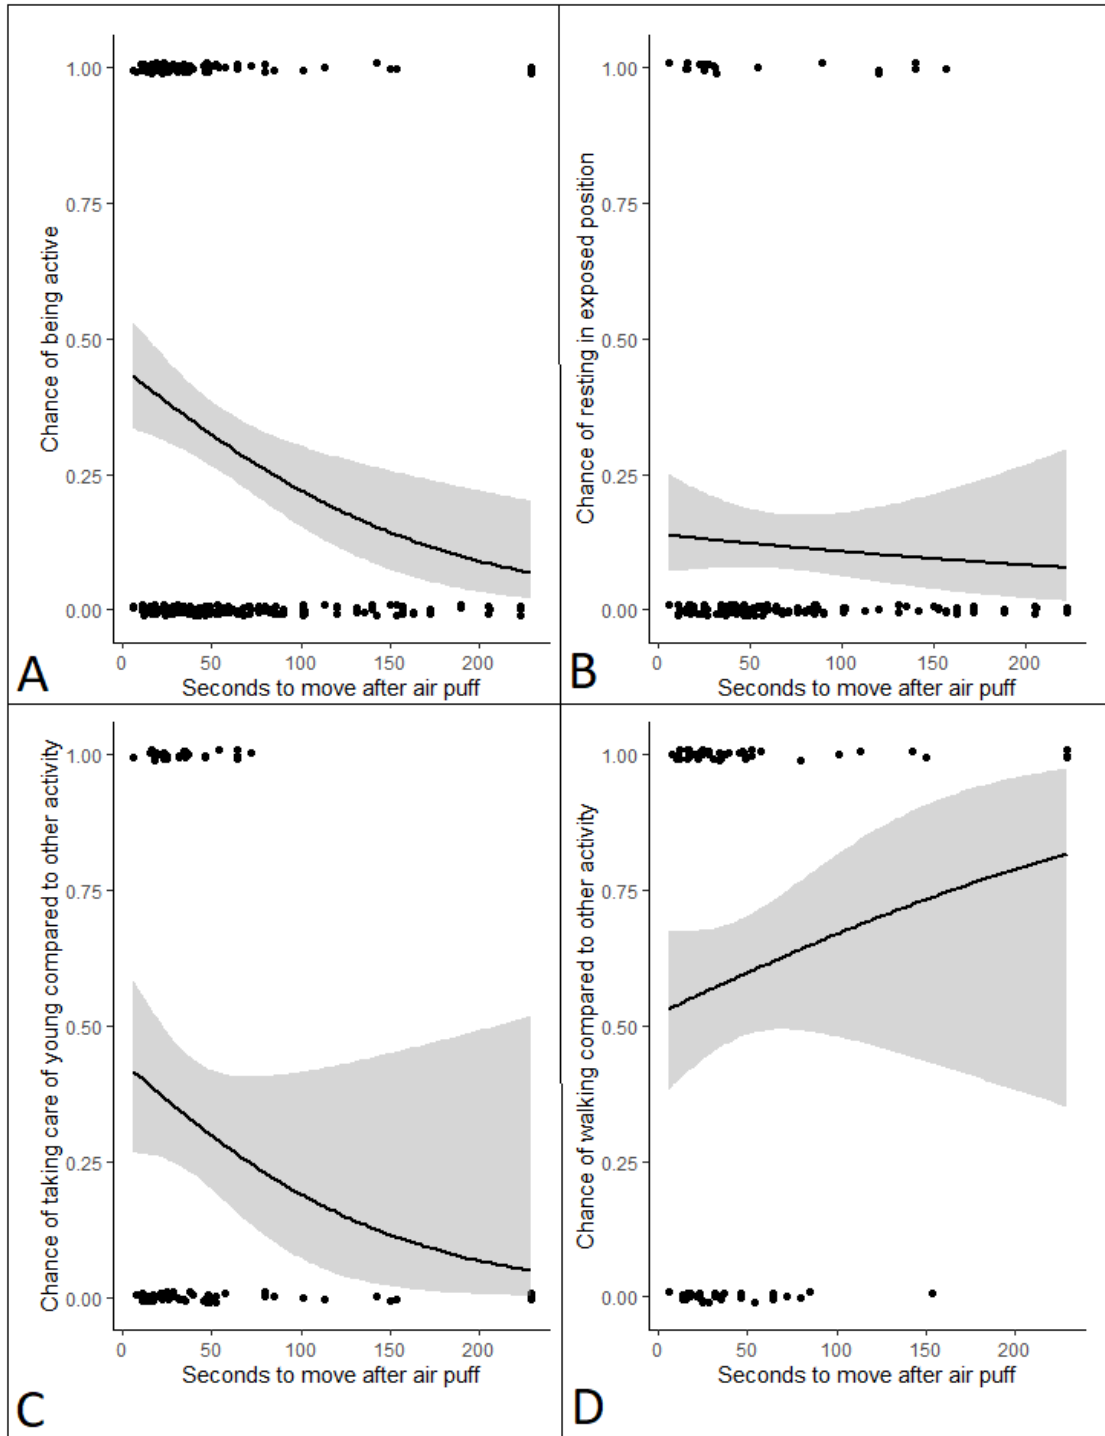 Chance of being active
1.00
0.75
0.50
0.25
0.00
0 50 100 150 200
Seconds to move after air puff
A
Chance of resting in exposed position
1.00
0.75
0.50
0.25
0.00
0 50 100 150 200
Seconds to move after air puff
B
Chance of taking care of young compared to other activity
1.00
0.75
0.50
0.25
0.00
0 50 100 150 200
Seconds to move after air puff
C
Chance of walking compared to other activity
1.00
0.75
0.50
0.25
0.00
0 50 100 150 200
Seconds to move after air puff
D